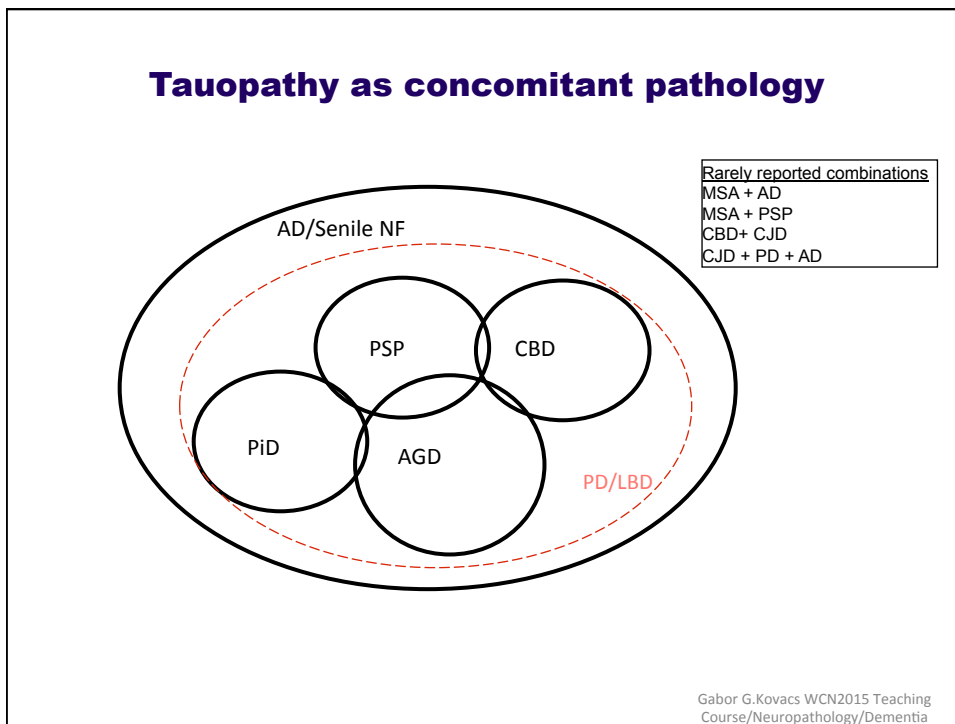 Tauopathy as concomitant pathology
Rarely reported combinations
MSA + AD
MSA + PSP
CBD+ CJD
CJD + PD + AD
AD/Senile NF
PSP
CBD
PiD
AGD
PD/LBD
Gabor G.Kovacs WCN2015 Teaching
Course/Neuropathology/Dementia